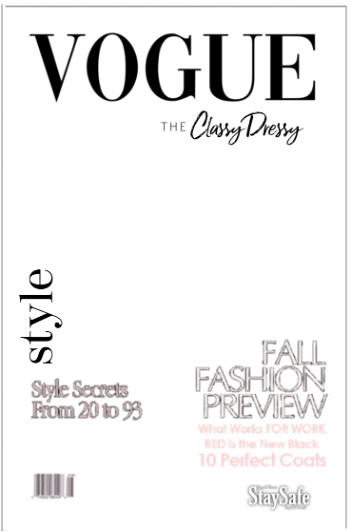 VOGUE
THE Classy Dressy
style
Style Secrets
From 20 to 93
FALL
FASHION
PREVIEW
What Works FOR WORK
RED is the New Black
10 Perfect Coats
StaySafe